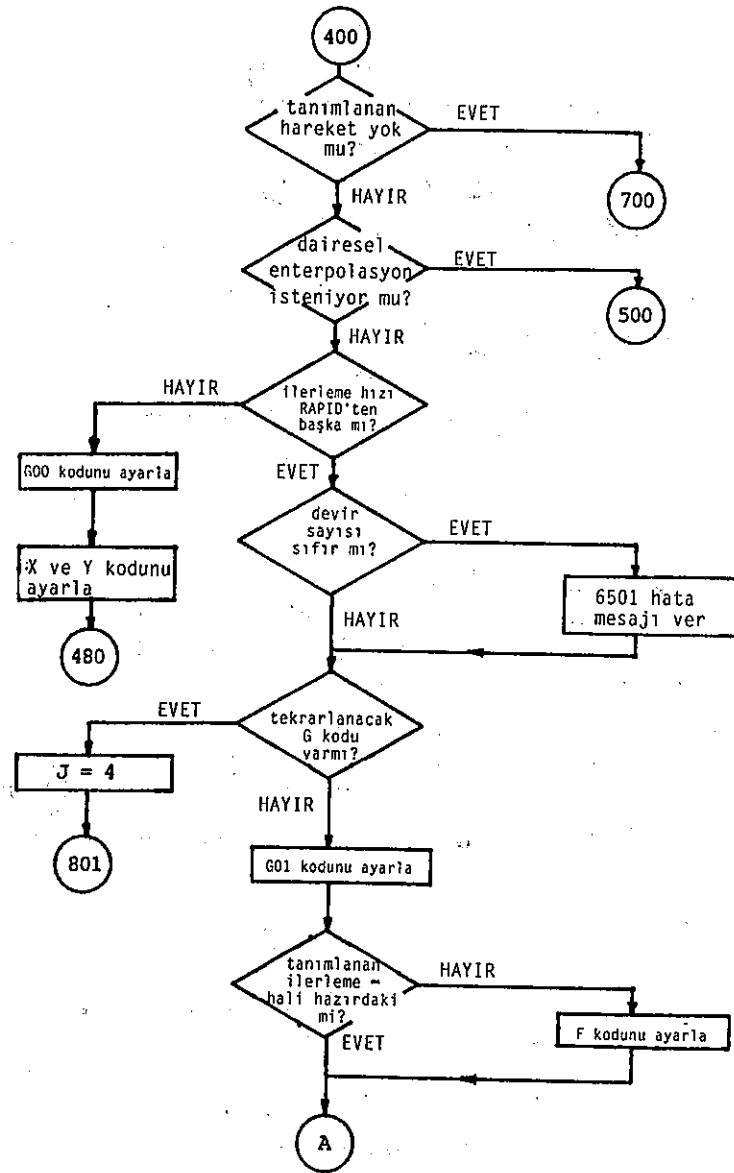 400
tanımlanan
hareket yok
mu?
EVET
700
HAYIR
dairesel
enterpolasyon
isteniyor mu?
EVET
500
HAYIR
ilerleme hızı
RAPID'ten
başka mı?
HAYIR
G00 kodunu ayarla
X ve Y kodunu
ayarla
480
EVET
devir
sayısı
sıfır mı?
EVET
6501 hata
mesajı ver
HAYIR
tekrarlanacak
G kodu
varmı?
EVET
J = 4
801
HAYIR
G01 kodunu ayarla
tanımlanan
ilerleme =
hali hazırdaki
mi?
HAYIR
F kodunu ayarla
EVET
A